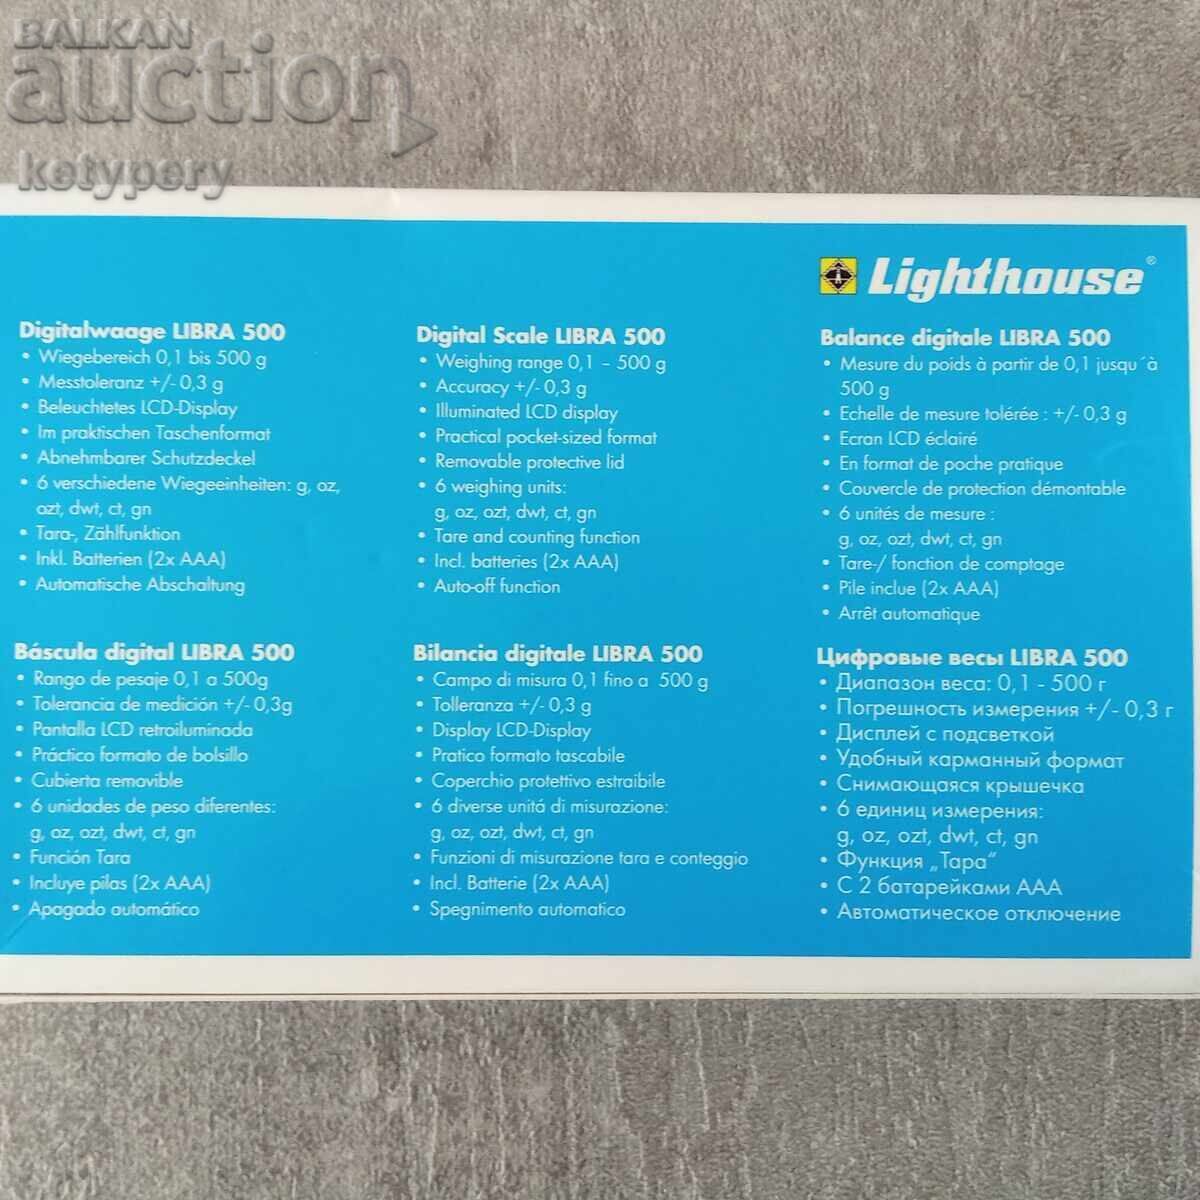 BALKAN
auction
ketypery
Lighthouse®
Digitalwaage LIBRA 500
• Wiegebereich 0,1 bis 500 g
• Messtoleranz +/- 0,3 g
• Beleuchtetes LCD-Display
• Im praktischen Taschenformat
• Abnehmbarer Schutzdeckel
• 6 verschiedene Wiegeeinheiten: g, oz,
ozt, dwt, ct, gn
• Tara-, Zählfunktion
• Inkl. Batterien (2x AAA)
• Automatische Abschaltung
Digital Scale LIBRA 500
• Weighing range 0,1 – 500 g
• Accuracy +/- 0,3 g
• Illuminated LCD display
• Practical pocket-sized format
• Removable protective lid
• 6 weighing units:
g, oz, ozt, dwt, ct, gn
• Tare and counting function
• Incl. batteries (2x AAA)
• Auto-off function
Balance digitale LIBRA 500
• Mesure du poids à partir de 0,1 jusqu´à
500 g
• Echelle de mesure tolérée : +/- 0,3 g
• Ecran LCD éclairé
• En format de poche pratique
• Couvercle de protection démontable
• 6 unités de mesure :
g, oz, ozt, dwt, ct, gn
• Tare-/ fonction de comptage
• Pile inclue (2x AAA)
• Arrêt automatique
Báscula digital LIBRA 500
• Rango de pesaje 0,1 a 500g
• Tolerancia de medición +/- 0,3g
• Pantalla LCD retroiluminada
• Práctico formato de bolsillo
• Cubierta removible
• 6 unidades de peso diferentes:
g, oz, ozt, dwt, ct, gn
• Función Tara
• Incluye pilas (2x AAA)
• Apagado automático
Bilancia digitale LIBRA 500
• Campo di misura 0,1 fino a 500 g
• Tolleranza +/- 0,3 g
• Display LCD-Display
• Pratico formato tascabile
• Coperchio protettivo estraibile
• 6 diverse unitá di misurazione:
g, oz, ozt, dwt, ct, gn
• Funzioni di misurazione tara e conteggio
• Incl. Batterie (2x AAA)
• Spegnimento automatico
Цифровые весы LIBRA 500
• Диапазон веса: 0,1 - 500 г
• Погрешность измерения +/- 0,3 г
• Дисплей с подсветкой
• Удобный карманный формат
• Снимающаяся крышечка
• 6 единиц измерения:
g, oz, ozt, dwt, ct, gn
• Функция „Тара“
• С 2 батарейками AAA
• Автоматическое отключение